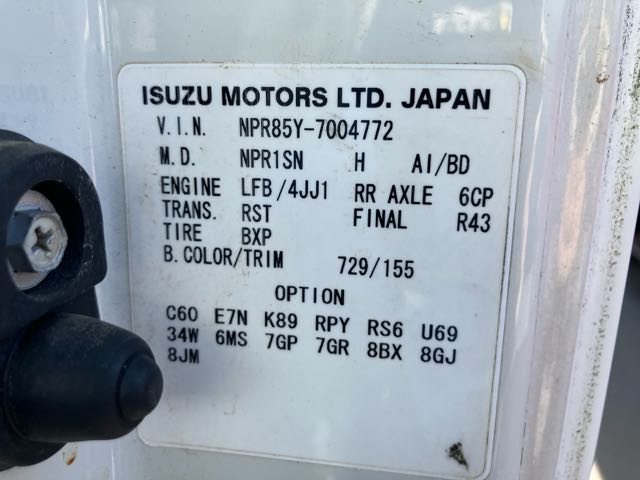 ISUZU MOTORS LTD. JAPAN
V.I.N. NPR85Y-7004772
M.D. NPR1SN H AI/BD
ENGINE LFB/4JJ1 RR AXLE 6CP
TRANS. RST FINAL R43
TIRE BXP
B.COLOR/TRIM 729/155
OPTION
C60 E7N K89 RPY RS6 U69
34W 6MS 7GP 7GR 8BX 8GJ
8JM